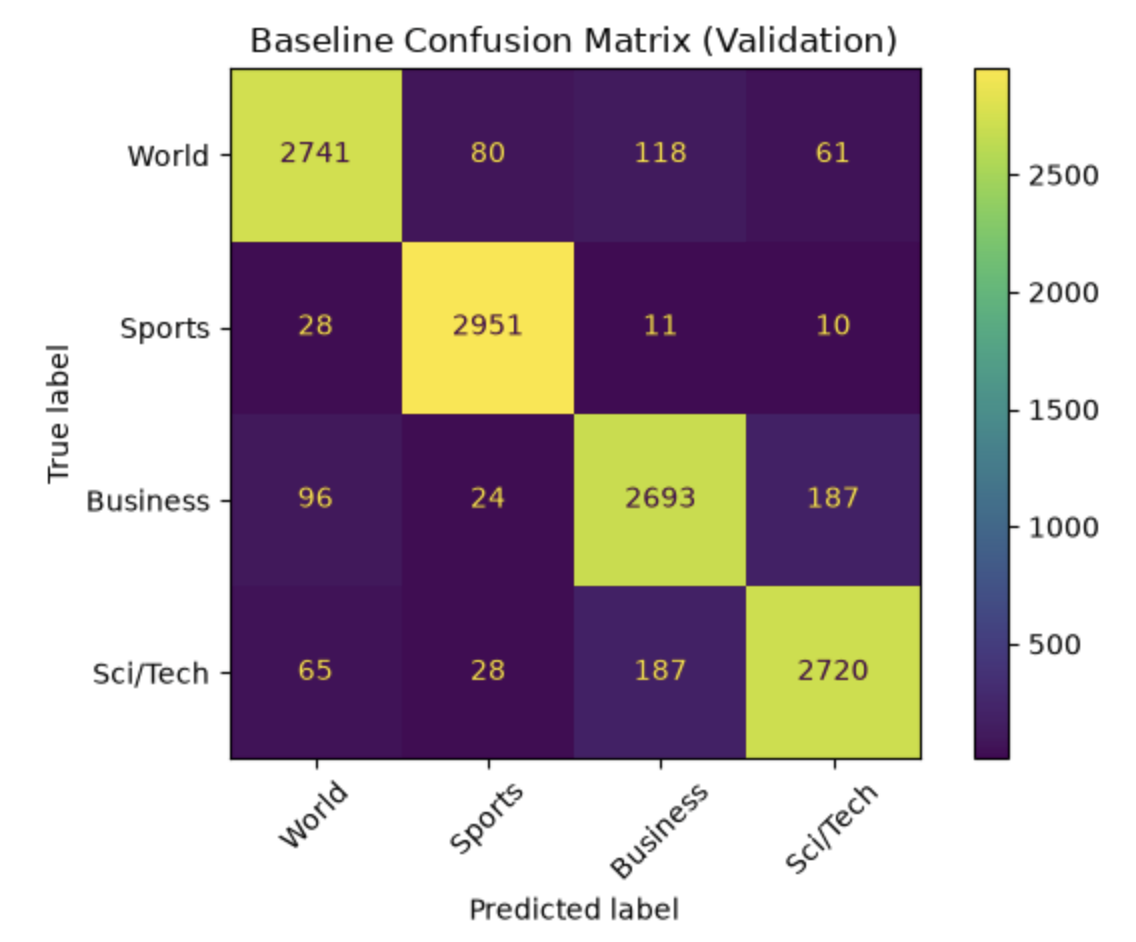 Baseline Confusion Matrix (Validation)
True label
World 2741 80 118 61
Sports 28 2951 11 10
Business 96 24 2693 187
Sci/Tech 65 28 187 2720
World Sports Business Sci/Tech
Predicted label
2500
2000
1500
1000
500